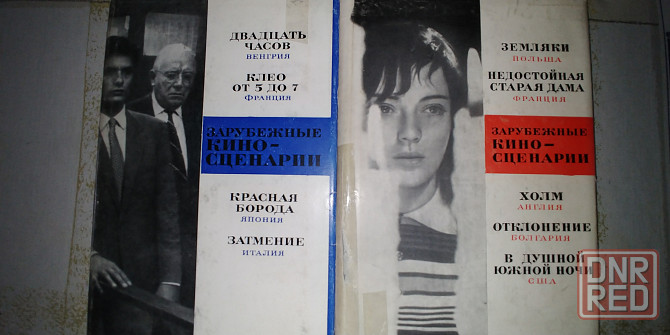 ДВАДЦАТЬ
ЧАСОВ
ВЕНГРИЯ
КЛЕО
ОТ 5 ДО 7
ФРАНЦИЯ
ЗАРУБЕЖНЫЕ
КИНО-
СЦЕНАРИИ
КРАСНАЯ
БОРОДА
ЯПОНИЯ
ЗАТМЕНИЕ
ИТАЛИЯ
ЗЕМЛЯКИ
ПОЛЬША
НЕДОСТОЙНАЯ
СТАРАЯ ДАМА
ФРАНЦИЯ
ЗАРУБЕЖНЫЕ
КИНО-
СЦЕНАРИИ
ХОЛМ
АНГЛИЯ
ОТКЛОНЕНИЕ
БОЛГАРИЯ
В ДУШНОЙ
ЮЖНОЙ НОЧИ
США
DNR
RED